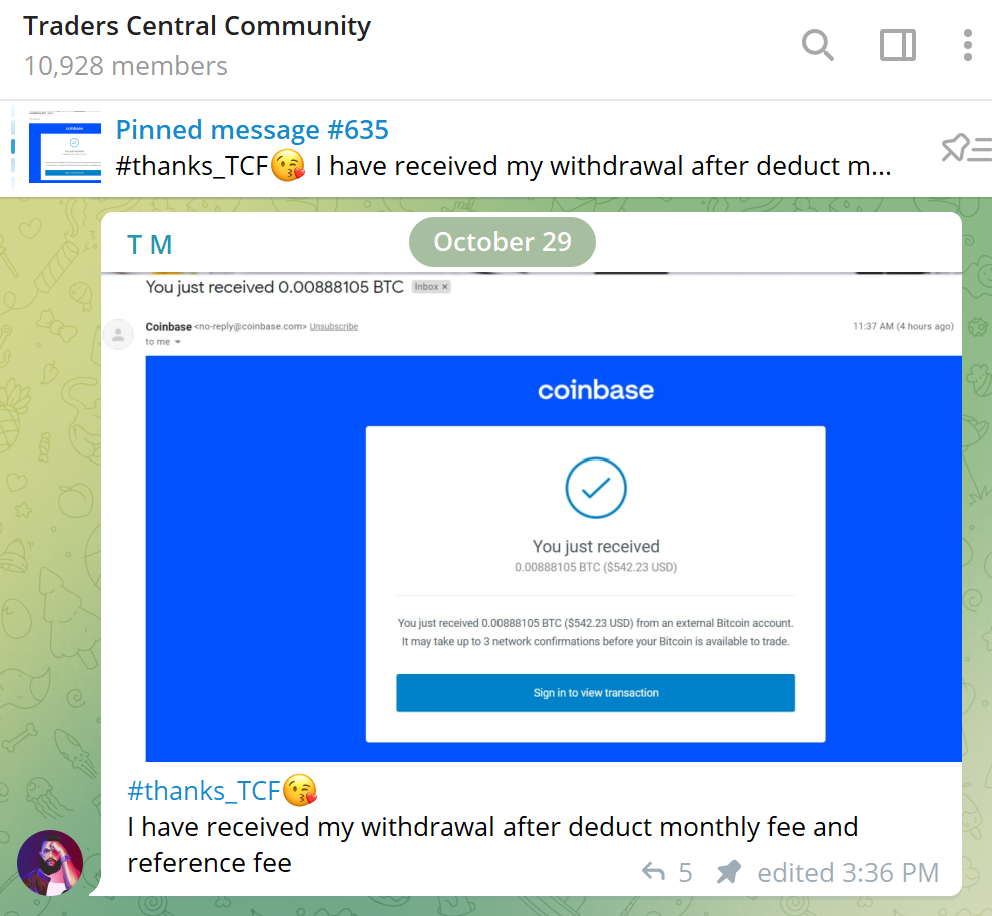 Traders Central Community
10,928 members
Pinned message #635
#thanks_TCF😘 I have received my withdrawal after deduct m...
T M
October 29
You just received 0.00888105 BTC Inbox ×
Coinbase <no-reply@coinbase.com> Unsubscribe
11:37 AM (4 hours ago)
to me
coinbase
You just received
0.00888105 BTC ($542.23 USD)
You just received 0.00888105 BTC ($542.23 USD) from an external Bitcoin account.
It may take up to 3 network confirmations before your Bitcoin is available to trade.
Sign in to view transaction
#thanks_TCF😘
I have received my withdrawal after deduct monthly fee and
reference fee
5 edited 3:36 PM